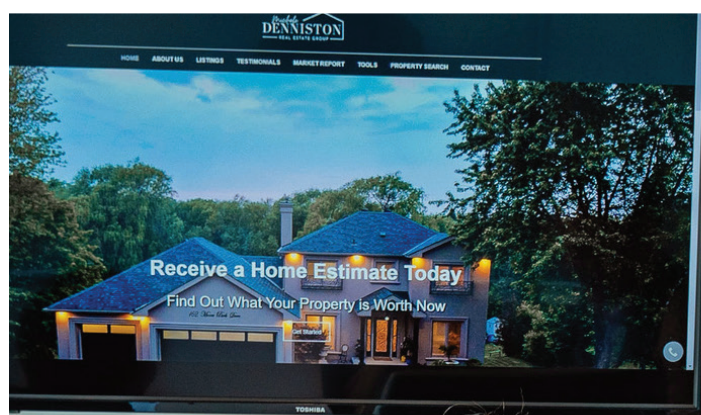 Michele
DENNISTON
REAL ESTATE GROUP
HOME ABOUT US LISTINGS TESTIMONIALS MARKET REPORT TOOLS PROPERTY SEARCH CONTACT
Receive a Home Estimate Today
Find Out What Your Property is Worth Now
Get Started
TOSHIBA